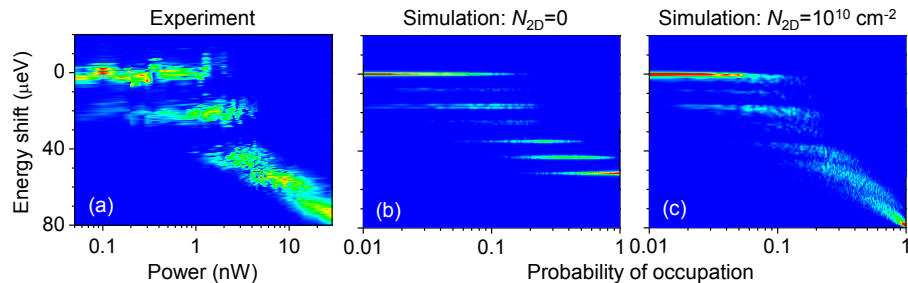 Experiment
Simulation: N2D=0
Simulation: N2D=10^10 cm^-2
Energy shift (μeV)
0
40
80
(a)
(b)
(c)
0.1 1 10
0.01 0.1 1
0.01 0.1 1
Power (nW)
Probability of occupation